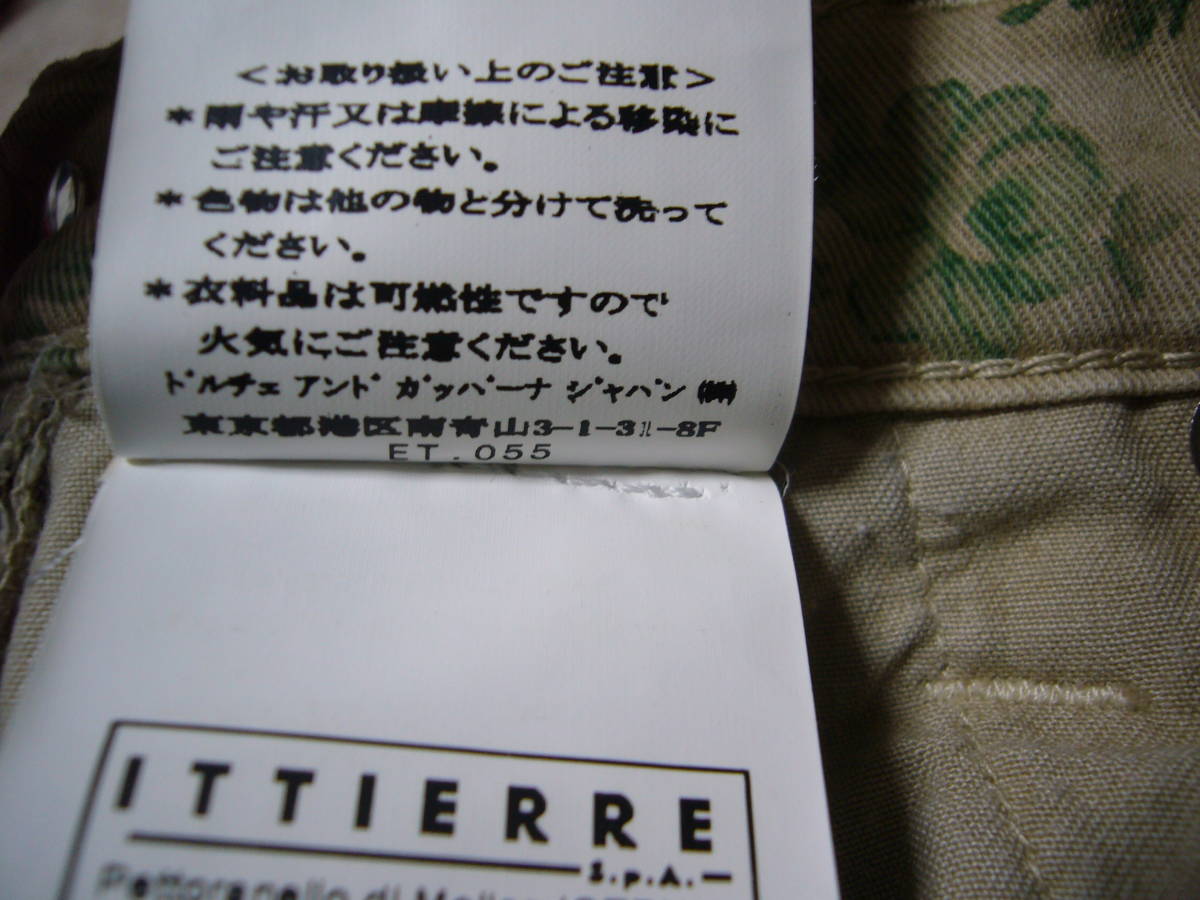 <お取り扱い上のご注意>
*雨や汗又は摩擦による移染に
ご注意ください。
*色物は他の物と分けて洗って
ください。
*衣料品は可燃性ですので
火気にご注意ください。
ドルチェ アンド ガッバーナ ジャパン ㈱
東京都港区南青山3-1-31-8F
ET.055
ITTIERRE
S.p.A.
Pettoranello di Molise